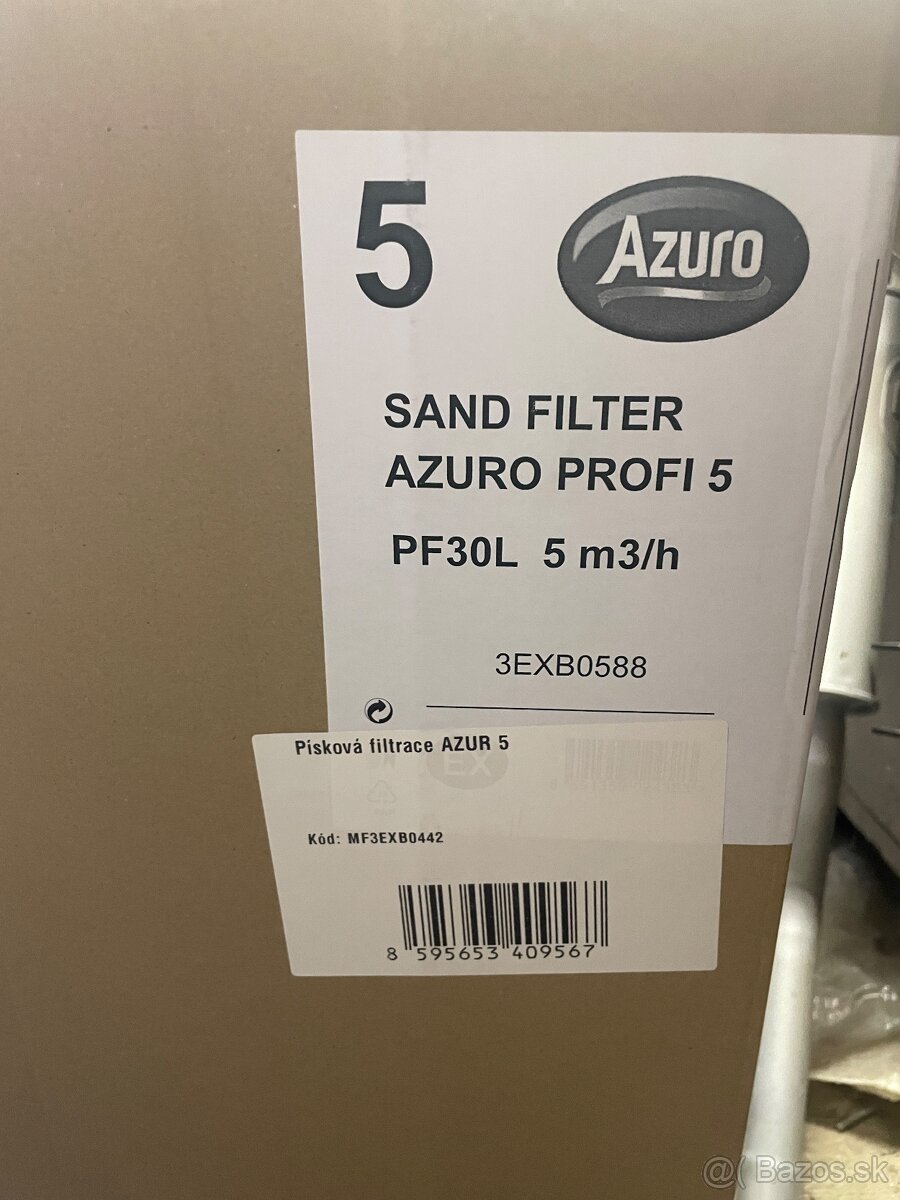 5
Azuro
SAND FILTER
AZURO PROFI 5
PF30L 5 m3/h
3EXB0588
Písková filtrace AZUR 5
EX
Kód: MF3EXB0442
8 595653 409567
@( Bazos.sk